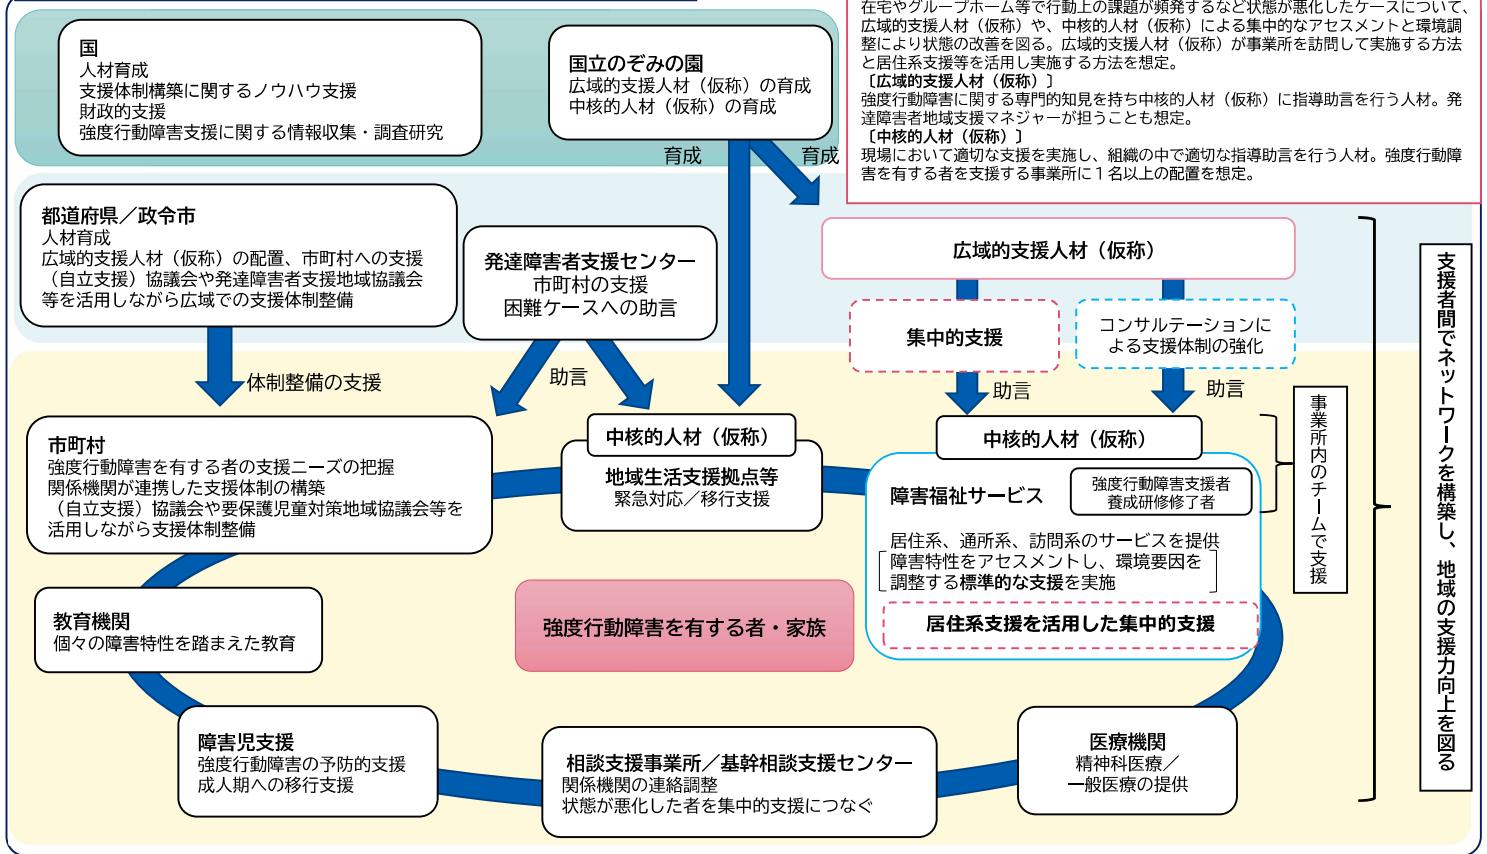 在宅やグループホーム等で行動上の課題が頻発するなど状態が悪化したケースについて、
広域的支援人材（仮称）や、中核的人材（仮称）による集中的なアセスメントと環境調
整により状態の改善を図る。広域的支援人材（仮称）が事業所を訪問して実施する方法
と居住系支援等を活用し実施する方法を想定。
〔広域的支援人材（仮称）〕
強度行動障害に関する専門的知見を持ち中核的人材（仮称）に指導助言を行う人材。発
達障害者地域支援マネジャーが担うことも想定。
〔中核的人材（仮称）〕
現場において適切な支援を実施し、組織の中で適切な指導助言を行う人材。強度行動障
害を有する者を支援する事業所に１名以上の配置を想定。
国
人材育成
支援体制構築に関するノウハウ支援
財政的支援
強度行動障害支援に関する情報収集・調査研究
国立のぞみの園
広域的支援人材（仮称）の育成
中核的人材（仮称）の育成
育成
育成
都道府県／政令市
人材育成
広域的支援人材（仮称）の配置、市町村への支援
（自立支援）協議会や発達障害者支援地域協議会
等を活用しながら広域での支援体制整備
発達障害者支援センター
市町村の支援
困難ケースへの助言
広域的支援人材（仮称）
集中的支援
コンサルテーションに
よる支援体制の強化
体制整備の支援
助言
助言
助言
市町村
強度行動障害を有する者の支援ニーズの把握
関係機関が連携した支援体制の構築
（自立支援）協議会や要保護児童対策地域協議会等を
活用しながら支援体制整備
中核的人材（仮称）
地域生活支援拠点等
緊急対応／移行支援
中核的人材（仮称）
障害福祉サービス
強度行動障害支援者
養成研修修了者
居住系、通所系、訪問系のサービスを提供
障害特性をアセスメントし、環境要因を
調整する標準的な支援を実施
居住系支援を活用した集中的支援
事業所内のチームで支援
支援者間でネットワークを構築し、地域の支援力向上を図る
教育機関
個々の障害特性を踏まえた教育
強度行動障害を有する者・家族
障害児支援
強度行動障害の予防的支援
成人期への移行支援
相談支援事業所／基幹相談支援センター
関係機関の連絡調整
状態が悪化した者を集中的支援につなぐ
医療機関
精神科医療／
一般医療の提供